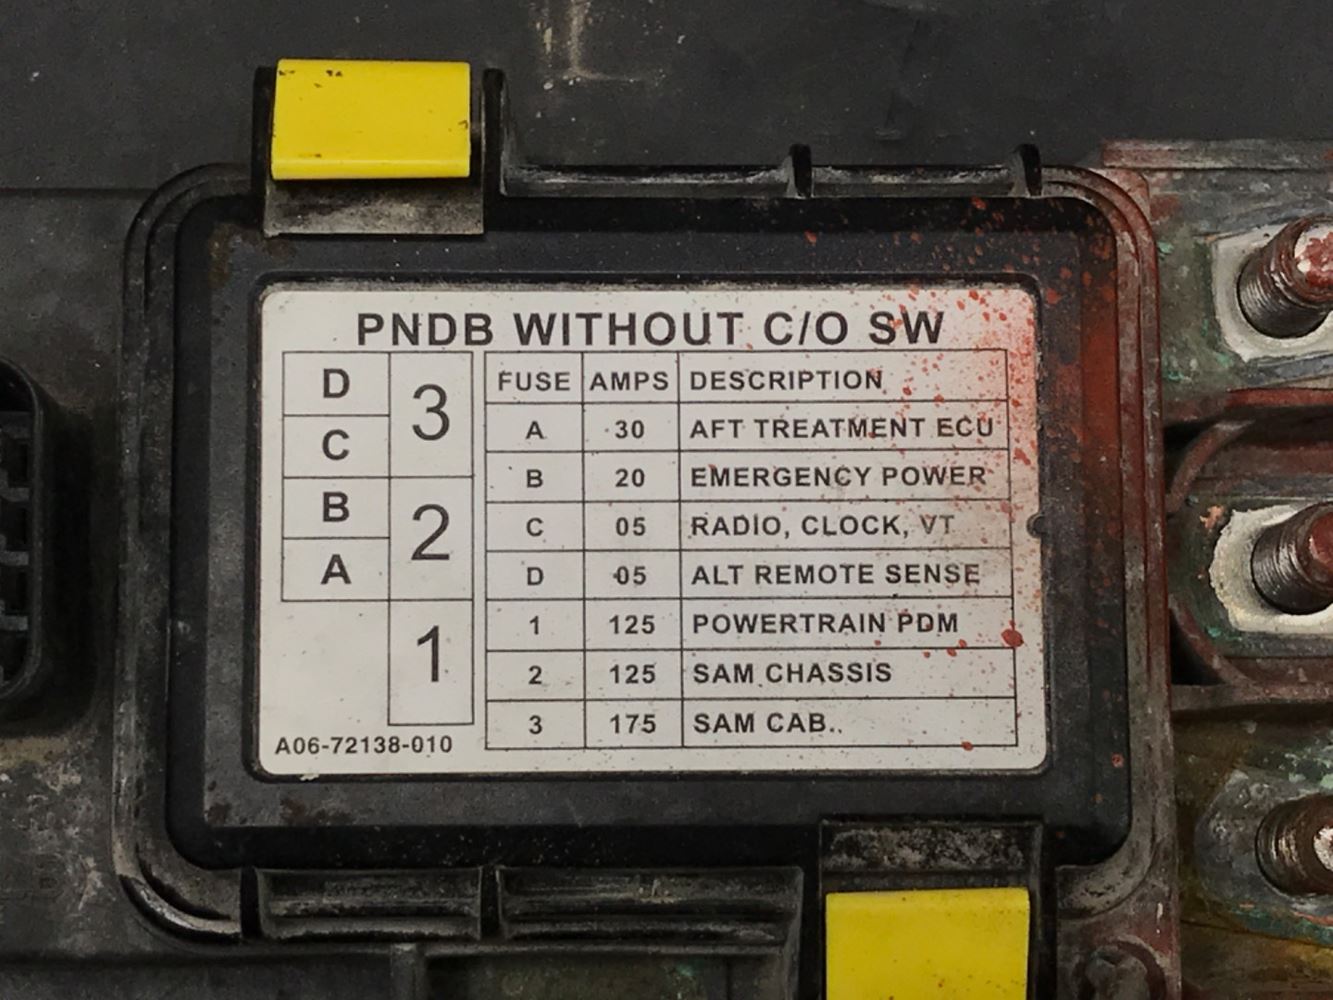 PNDB WITHOUT C/O SW
D
C
B
A
3
2
1
FUSE AMPS DESCRIPTION
A 30 AFT TREATMENT ECU
B 20 EMERGENCY POWER
C 05 RADIO, CLOCK, VT
D 05 ALT REMOTE SENSE
1 125 POWERTRAIN PDM
2 125 SAM CHASSIS
3 175 SAM CAB..
A06-72138-010